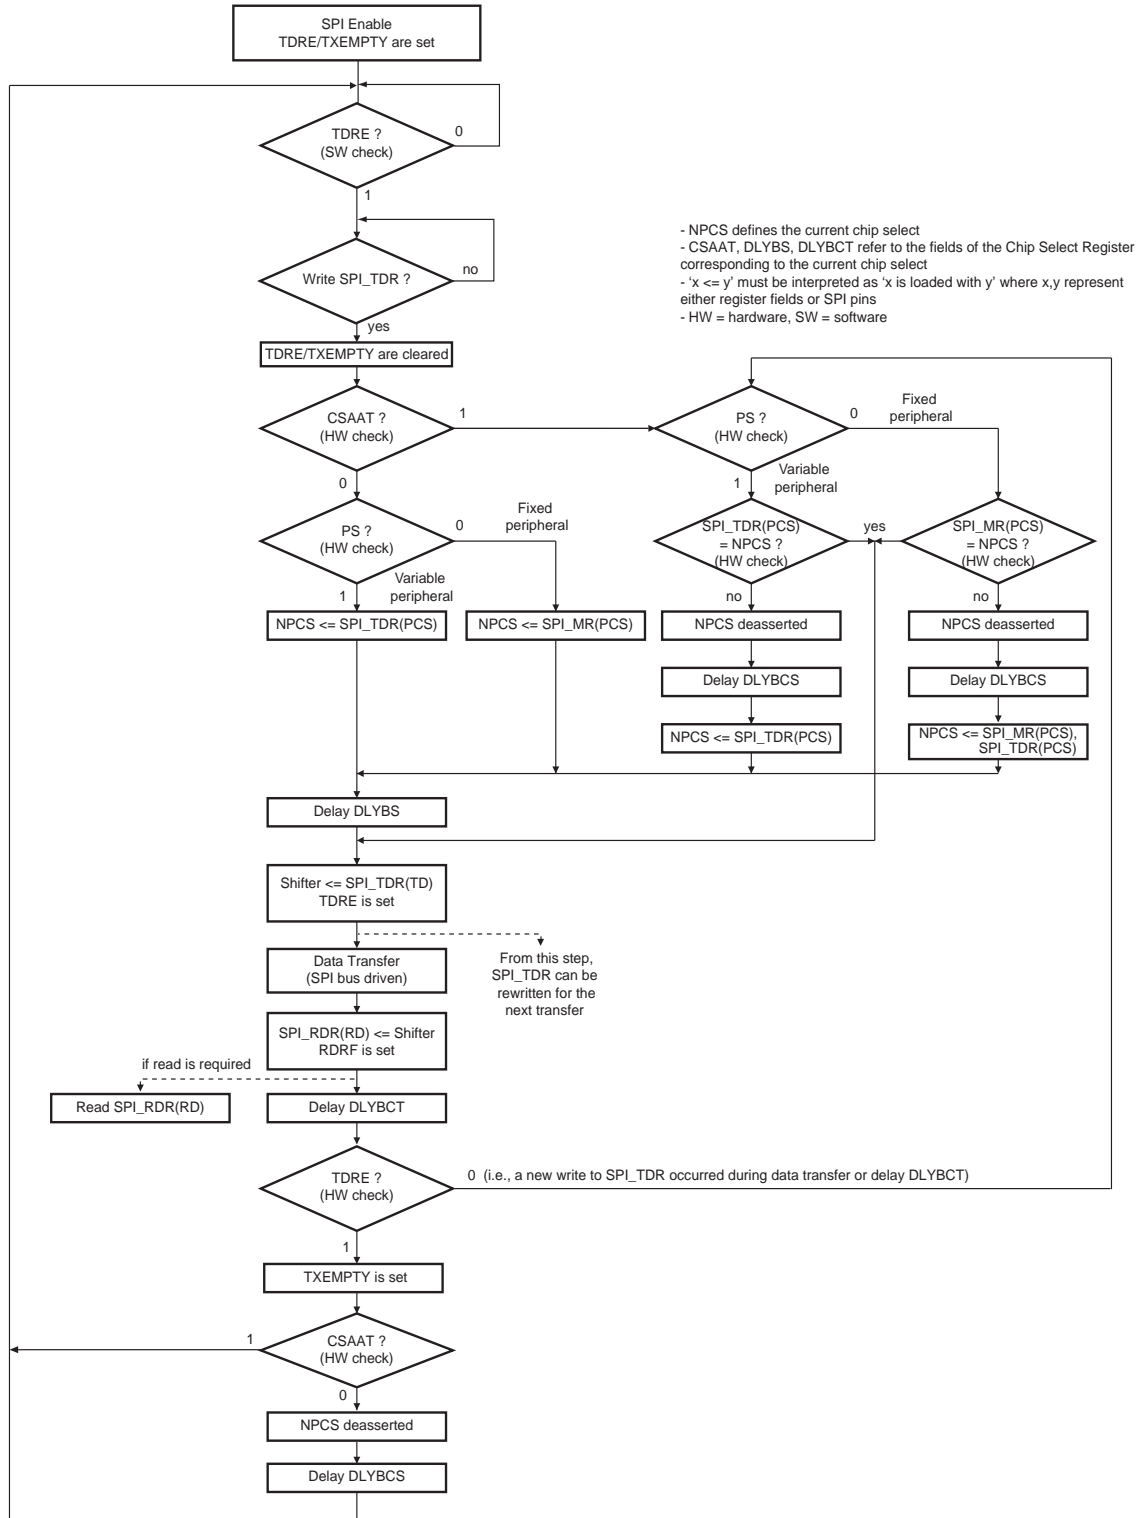 SPI Enable
TDRE/TXEMPTY are set
TDRE ?
(SW check)
0
1
Write SPI_TDR ?
no
yes
- NPCS defines the current chip select
- CSAAT, DLYBS, DLYBCT refer to the fields of the Chip Select Register
corresponding to the current chip select
- ‘x <= y’ must be interpreted as ‘x is loaded with y’ where x,y represent
either register fields or SPI pins
- HW = hardware, SW = software
TDRE/TXEMPTY are cleared
CSAAT ?
(HW check)
1
0
PS ?
(HW check)
0
Fixed
peripheral
Variable
peripheral
1
PS ?
(HW check)
0
Fixed
peripheral
1
Variable
peripheral
SPI_TDR(PCS)
= NPCS ?
(HW check)
yes
SPI_MR(PCS)
= NPCS ?
(HW check)
no
no
NPCS <= SPI_TDR(PCS)
NPCS <= SPI_MR(PCS)
NPCS deasserted
NPCS deasserted
Delay DLYBCS
Delay DLYBCS
NPCS <= SPI_TDR(PCS)
NPCS <= SPI_MR(PCS),
SPI_TDR(PCS)
Delay DLYBS
Shifter <= SPI_TDR(TD)
TDRE is set
Data Transfer
(SPI bus driven)
From this step,
SPI_TDR can be
rewritten for the
next transfer
SPI_RDR(RD) <= Shifter
RDRF is set
if read is required
Read SPI_RDR(RD)
Delay DLYBCT
TDRE ?
(HW check)
0 (i.e., a new write to SPI_TDR occurred during data transfer or delay DLYBCT)
1
TXEMPTY is set
CSAAT ?
(HW check)
1
0
NPCS deasserted
Delay DLYBCS